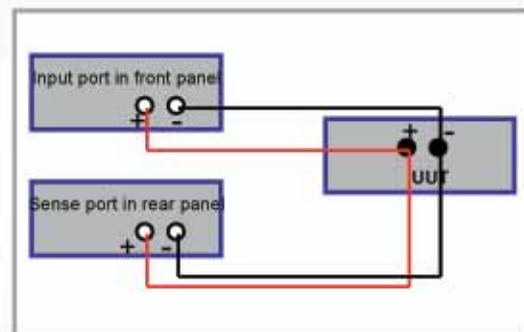 Input port in front panel
+ -
+ -
UUT
Sense port in rear panel
+ -